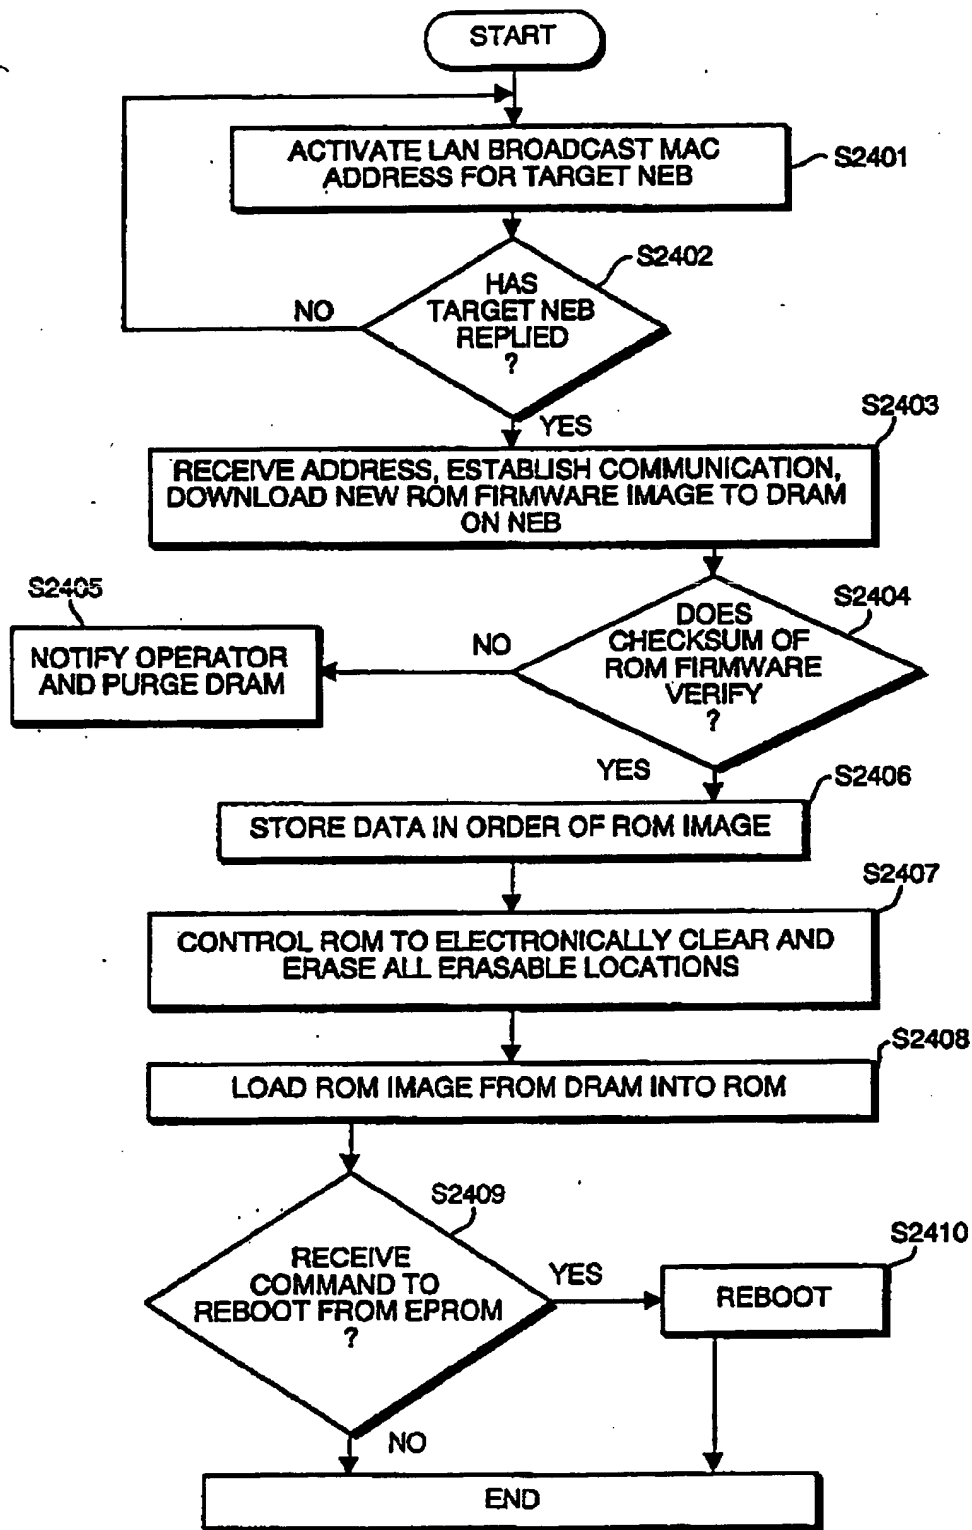 START
ACTIVATE LAN BROADCAST MAC
ADDRESS FOR TARGET NEB
S2401
S2402
HAS
TARGET NEB
REPLIED
?
NO
YES
S2403
RECEIVE ADDRESS, ESTABLISH COMMUNICATION,
DOWNLOAD NEW ROM FIRMWARE IMAGE TO DRAM
ON NEB
S2405
NOTIFY OPERATOR
AND PURGE DRAM
NO
S2404
DOES
CHECKSUM OF
ROM FIRMWARE
VERIFY
?
YES
S2406
STORE DATA IN ORDER OF ROM IMAGE
S2407
CONTROL ROM TO ELECTRONICALLY CLEAR AND
ERASE ALL ERASABLE LOCATIONS
S2408
LOAD ROM IMAGE FROM DRAM INTO ROM
S2409
RECEIVE
COMMAND TO
REBOOT FROM EPROM
?
YES
S2410
REBOOT
NO
END